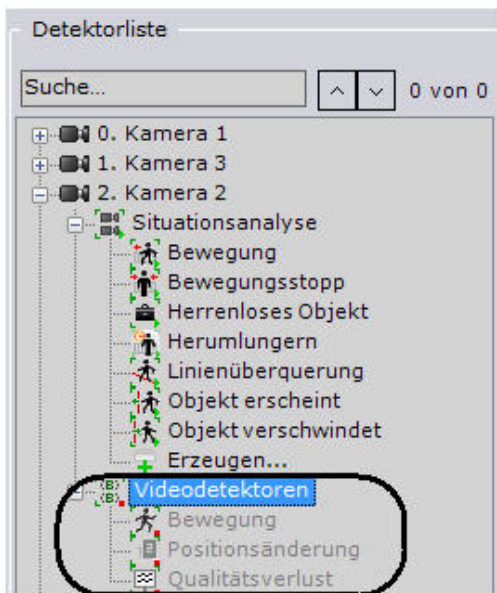 Detektorliste
Suche...
0 von 0
0. Kamera 1
1. Kamera 3
2. Kamera 2
Situationsanalyse
Bewegung
Bewegungsstopp
Herrenloses Objekt
Herumlungern
Linienüberquerung
Objekt erscheint
Objekt verschwindet
Erzeugen...
Videodetektoren
Bewegung
Positionsänderung
Qualitätsverlust